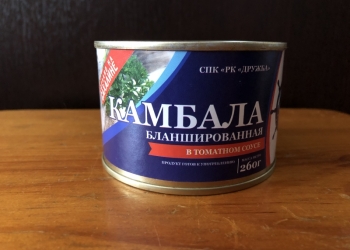 СПК «РК «ДРУЖБА»
КАМБАЛА
БЛАНШИРОВАННАЯ
В ТОМАТНОМ СОУСЕ
260г